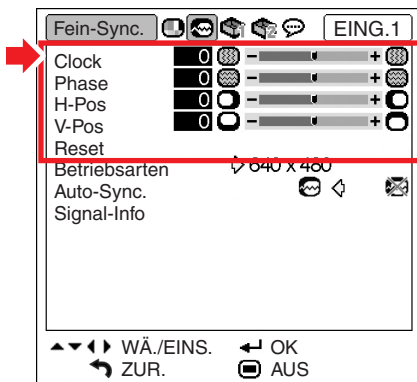 Fein-Sync. EING.1
Clock 0 - +
Phase 0 - +
H-Pos 0 - +
V-Pos 0 - +
Reset
Betriebsarten 640 x 480
Auto-Sync.
Signal-Info
WÄ./EINS. OK
ZUR. AUS